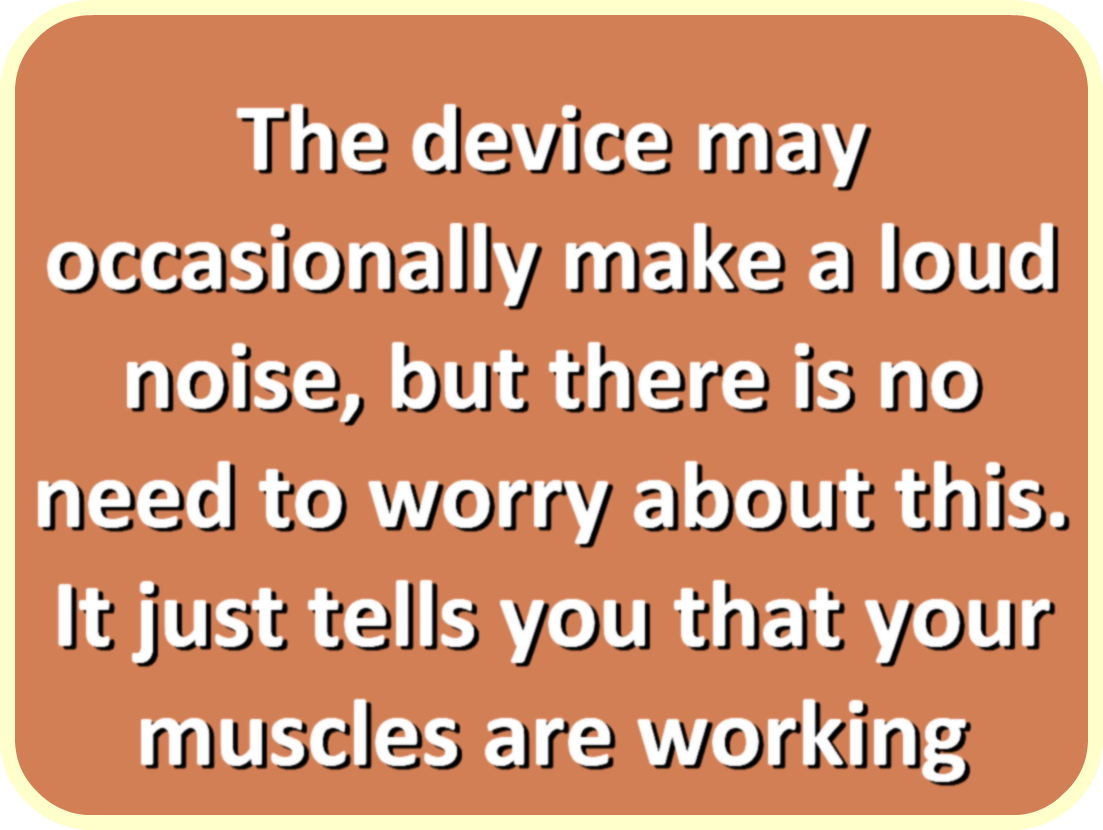 The device may
occasionally make a loud
noise, but there is no
need to worry about this.
It just tells you that your
muscles are working